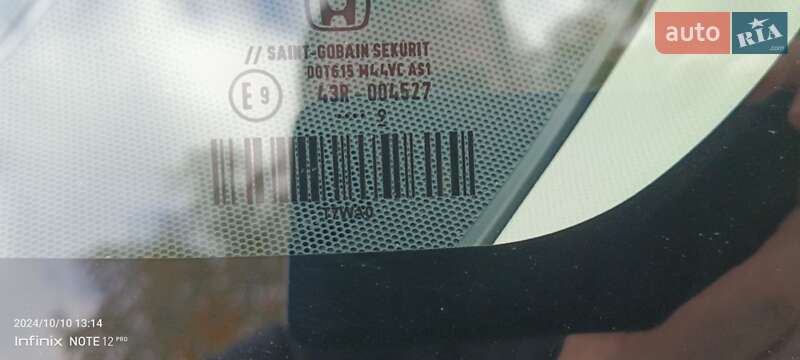 // SAINT-GOBAIN SEKURIT
DOT615 M44VC AS1
E9
43R-004527
.... 9
auto RIA
.com
2024/10/10 13:14
Infinix NOTE 12 PRO